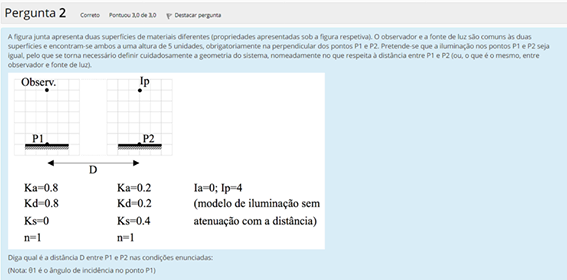 Pergunta 2 Correto Pontuou 3,0 de 3,0 Destacar pergunta
A figura junta apresenta duas superfícies de materiais diferentes (propriedades apresentadas sob a figura respetiva). O observador e a fonte de luz são comuns às duas
superfícies e encontram-se ambos a uma altura de 5 unidades, obrigatoriamente na perpendicular dos pontos P1 e P2. Pretende-se que a iluminação nos pontos P1 e P2 seja
igual, pelo que se torna necessário definir cuidadosamente a geometria do sistema, nomeadamente no que respeita à distância entre P1 e P2 (ou, o que é o mesmo, entre
observador e fonte de luz).
Observ. Ip
P1 P2
D
Ka=0.8 Ka=0.2 Ia=0; Ip=4
Kd=0.8 Kd=0.2 (modelo de iluminação sem
Ks=0 Ks=0.4 atenuação com a distância)
n=1 n=1
Diga qual é a distância D entre P1 e P2 nas condições enunciadas:
(Nota: θ1 é o ângulo de incidência no ponto P1)